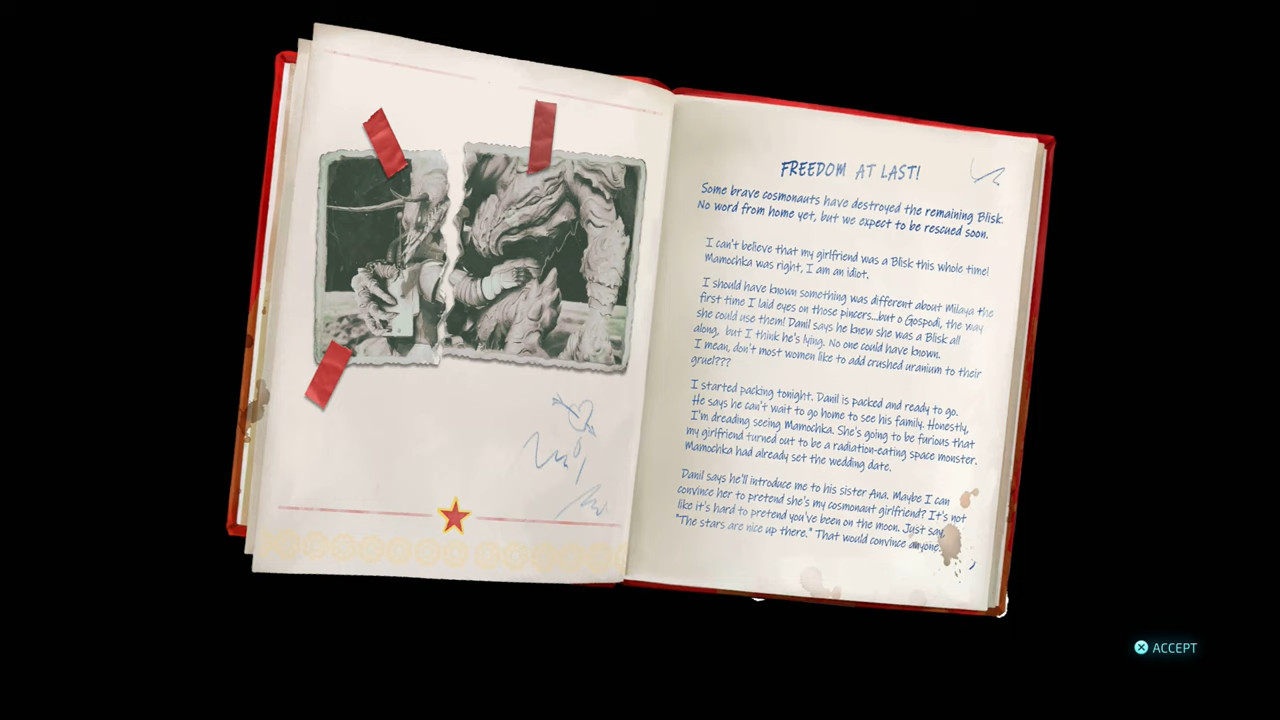 FREEDOM AT LAST!
Some brave cosmonauts have destroyed the remaining Blisk.
No word from home yet, but we expect to be rescued soon.
I can't believe that my girlfriend was a Blisk this whole time!
Mamochka was right, I am an idiot.
I should have known something was different about Milaya the
first time I laid eyes on those pincers...but o Gospodi, the way
she could use them! Danil says he knew she was a Blisk all
along, but I think he's lying. No one could have known.
I mean, don't most women like to add crushed uranium to their
gruel???
I started packing tonight. Danil is packed and ready to go.
He says he can't wait to go home to see his family. Honestly,
I'm dreading seeing Mamochka. She's going to be furious that
my girlfriend turned out to be a radiation-eating space monster.
Mamochka had already set the wedding date.
Danil says he'll introduce me to his sister Ana. Maybe I can
convince her to pretend she's my cosmonaut girlfriend? It's not
like it's hard to pretend you've been on the moon. Just say,
"The stars are nice up there." That would convince anyone.
ACCEPT